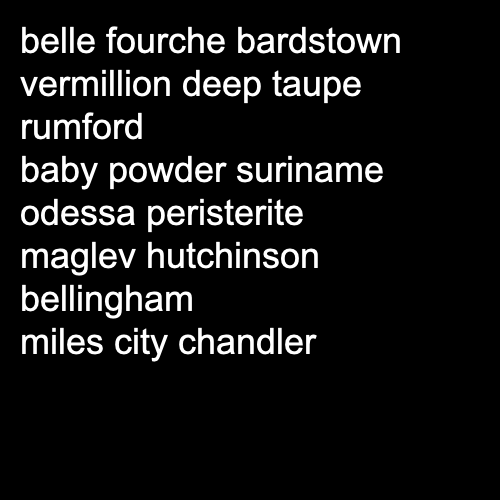 belle fourche bardstown
vermillion deep taupe
rumford
baby powder suriname
odessa peristerite
maglev hutchinson
bellingham
miles city chandler